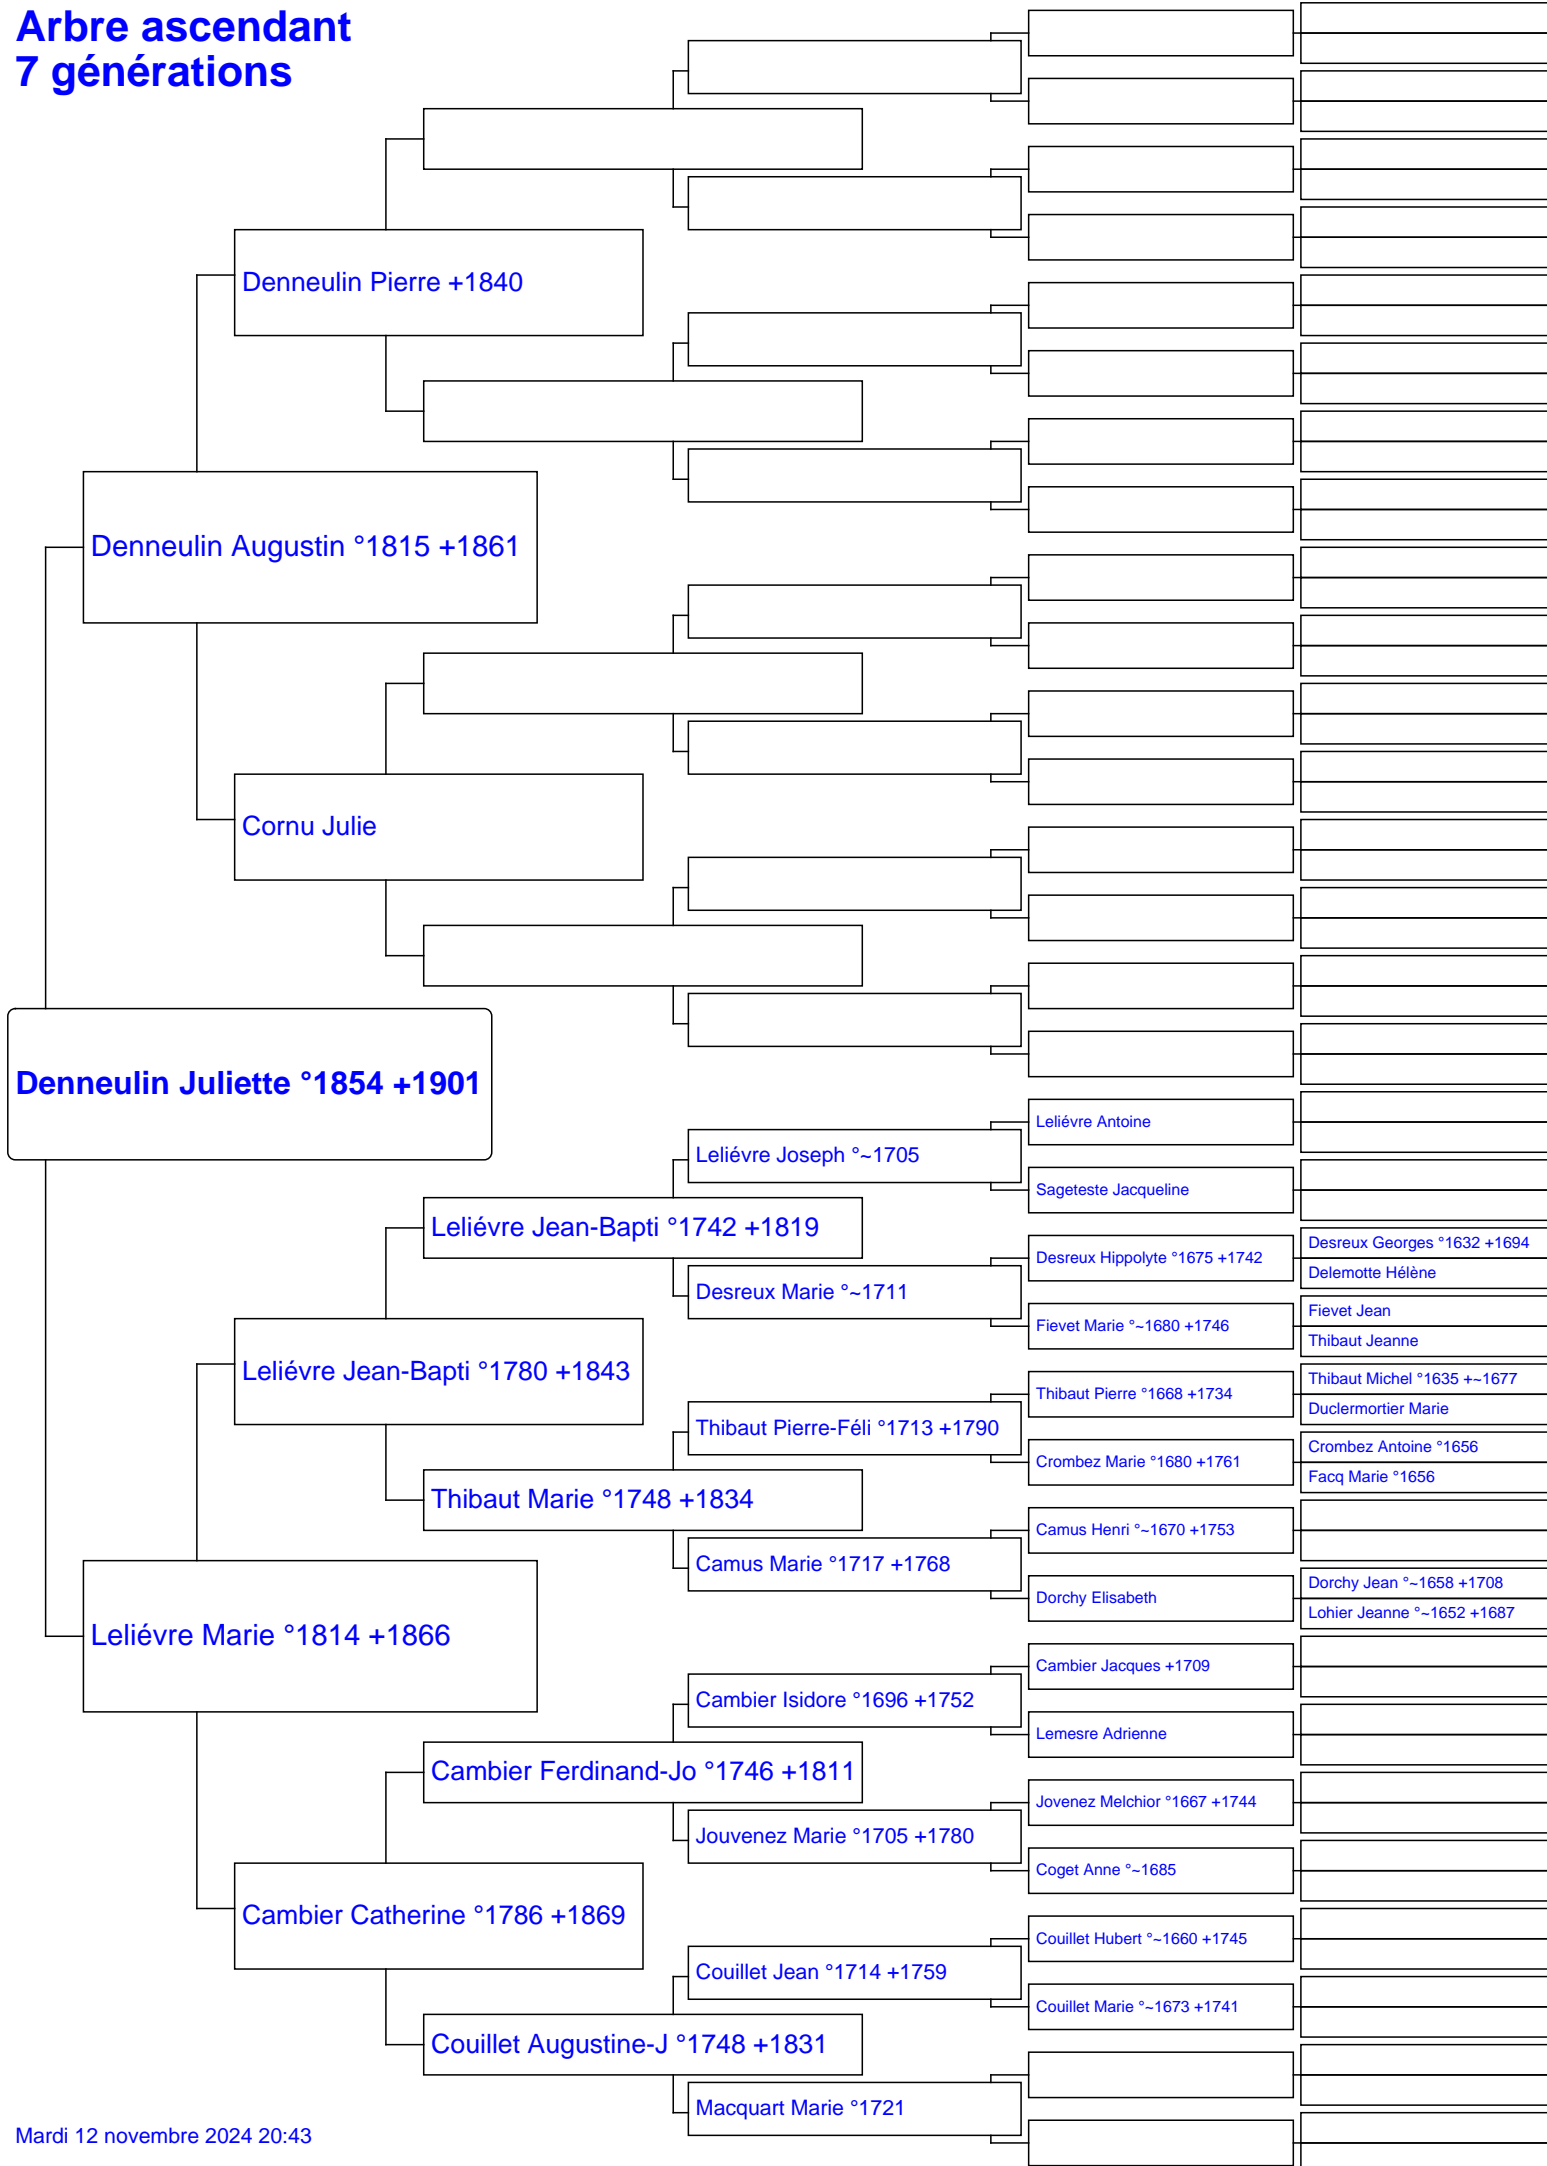 Arbre ascendant
7 générations
Denneulin Pierre +1840
Denneulin Augustin °1815 +1861
Cornu Julie
Denneulin Juliette °1854 +1901
Leliévre Antoine
Leliévre Joseph °~1705
Sageteste Jacqueline
Leliévre Jean-Bapti °1742 +1819
Desreux Georges °1632 +1694
Desreux Hippolyte °1675 +1742
Delemotte Hélène
Desreux Marie °~1711
Fievet Jean
Fievet Marie °~1680 +1746
Thibaut Jeanne
Leliévre Jean-Bapti °1780 +1843
Thibaut Michel °1635 +~1677
Thibaut Pierre °1668 +1734
Duclermortier Marie
Thibaut Pierre-Féli °1713 +1790
Crombez Antoine °1656
Crombez Marie °1680 +1761
Facq Marie °1656
Thibaut Marie °1748 +1834
Camus Henri °~1670 +1753
Camus Marie °1717 +1768
Dorchy Jean °~1658 +1708
Dorchy Elisabeth
Lohier Jeanne °~1652 +1687
Leliévre Marie °1814 +1866
Cambier Jacques +1709
Cambier Isidore °1696 +1752
Lemesre Adrienne
Cambier Ferdinand-Jo °1746 +1811
Jovenez Melchior °1667 +1744
Jouvenez Marie °1705 +1780
Coget Anne °~1685
Cambier Catherine °1786 +1869
Couillet Hubert °~1660 +1745
Couillet Jean °1714 +1759
Couillet Marie °~1673 +1741
Couillet Augustine-J °1748 +1831
Macquart Marie °1721
Mardi 12 novembre 2024 20:43